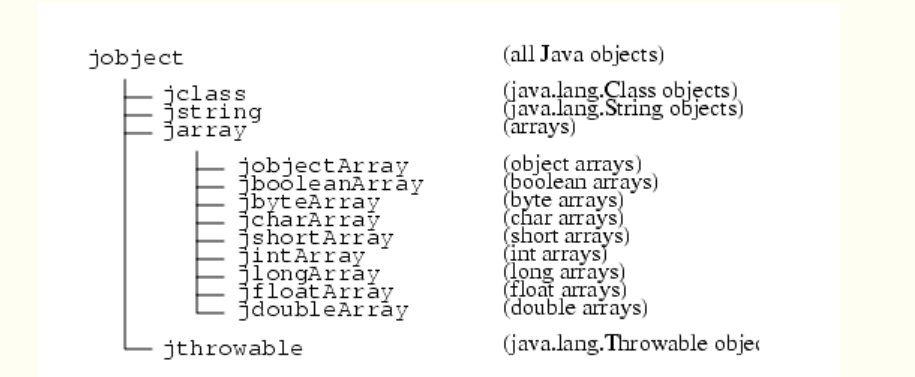 jobject (all Java objects)
jclass (java.lang.Class objects)
jstring (java.lang.String objects)
jarray (arrays)
jobjectArray (object arrays)
jbooleanArray (boolean arrays)
jbyteArray (byte arrays)
jcharArray (char arrays)
jshortArray (short arrays)
jintArray (int arrays)
jlongArray (long arrays)
jfloatArray (float arrays)
jdoubleArray (double arrays)
jthrowable (java.lang.Throwable objec